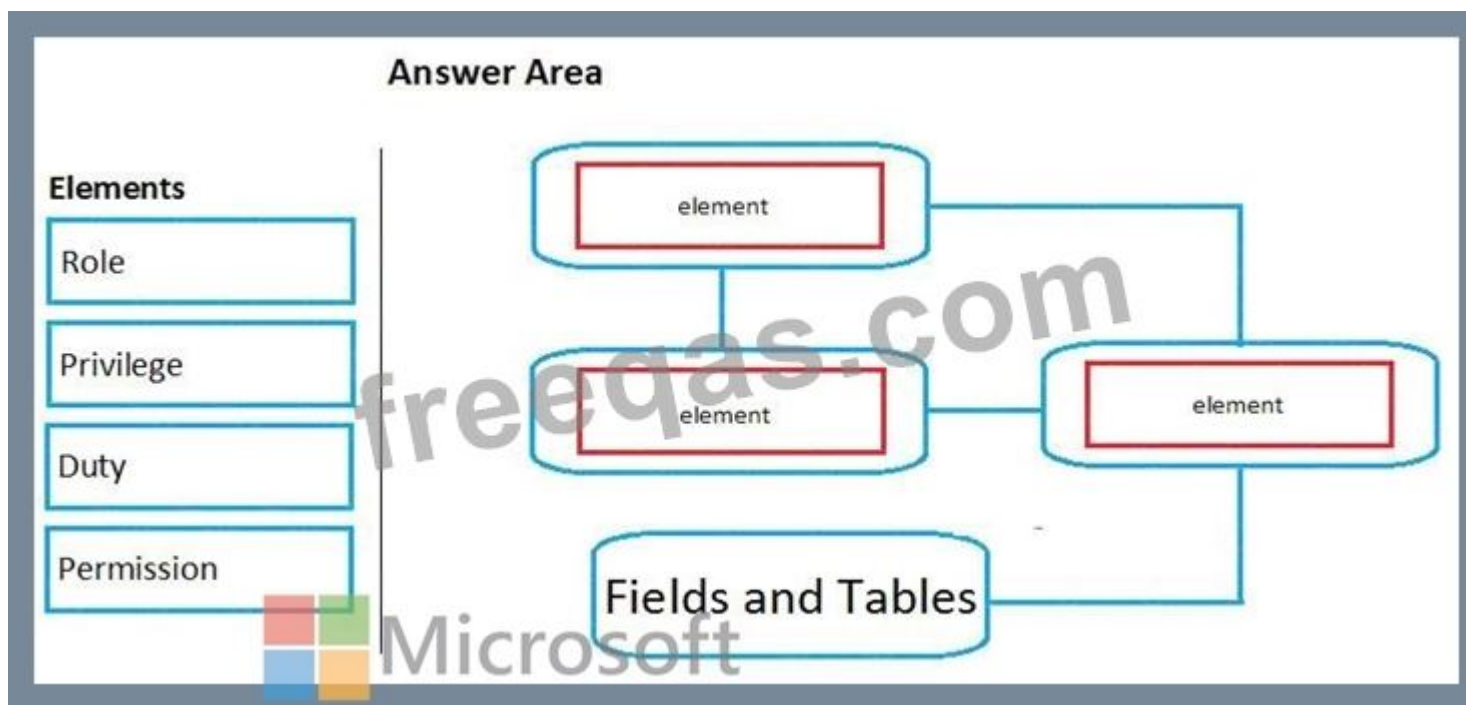 Answer Area
Elements
Role
Privilege
Duty
Permission
element
element
element
Fields and Tables
freeqas.com
Microsoft